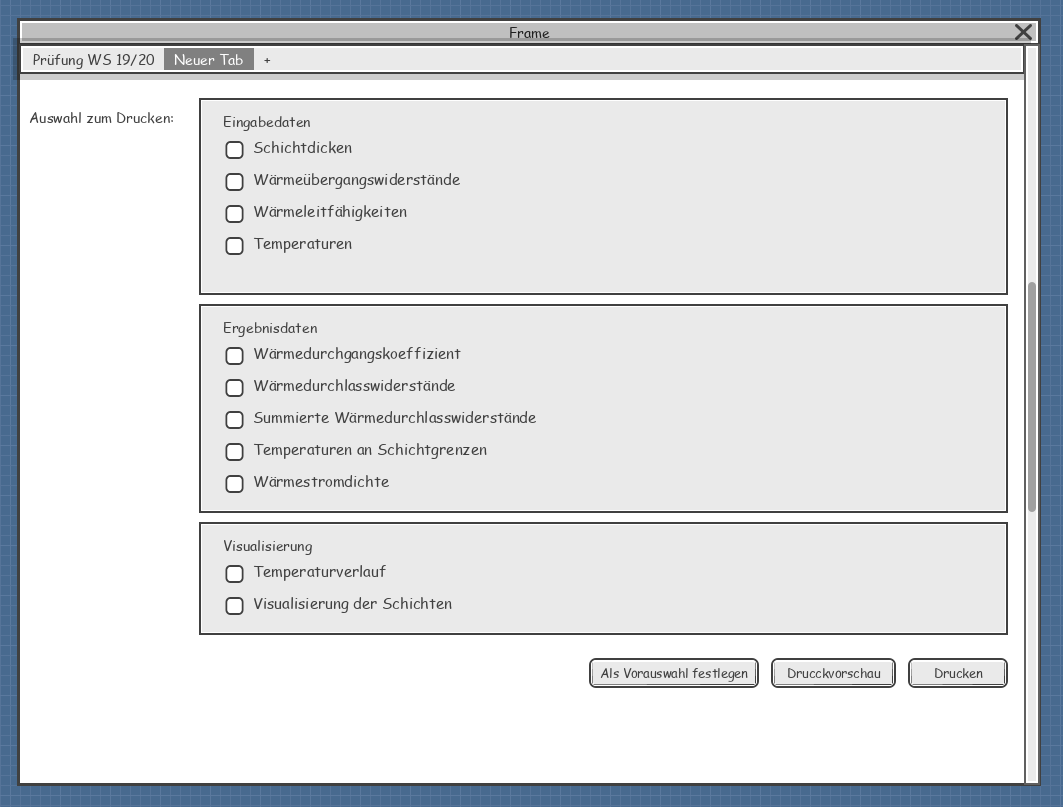 Frame
Prüfung WS 19/20 Neuer Tab +
Auswahl zum Drucken:
Eingabedaten
Schichtdicken
Wärmeübergangswiderstände
Wärmeleitfähigkeiten
Temperaturen
Ergebnisdaten
Wärmedurchgangskoeffizient
Wärmedurchlasswiderstände
Summierte Wärmedurchlasswiderstände
Temperaturen an Schichtgrenzen
Wärmestromdichte
Visualisierung
Temperaturverlauf
Visualisierung der Schichten
Als Vorauswahl festlegen Drucckvorschau Drucken